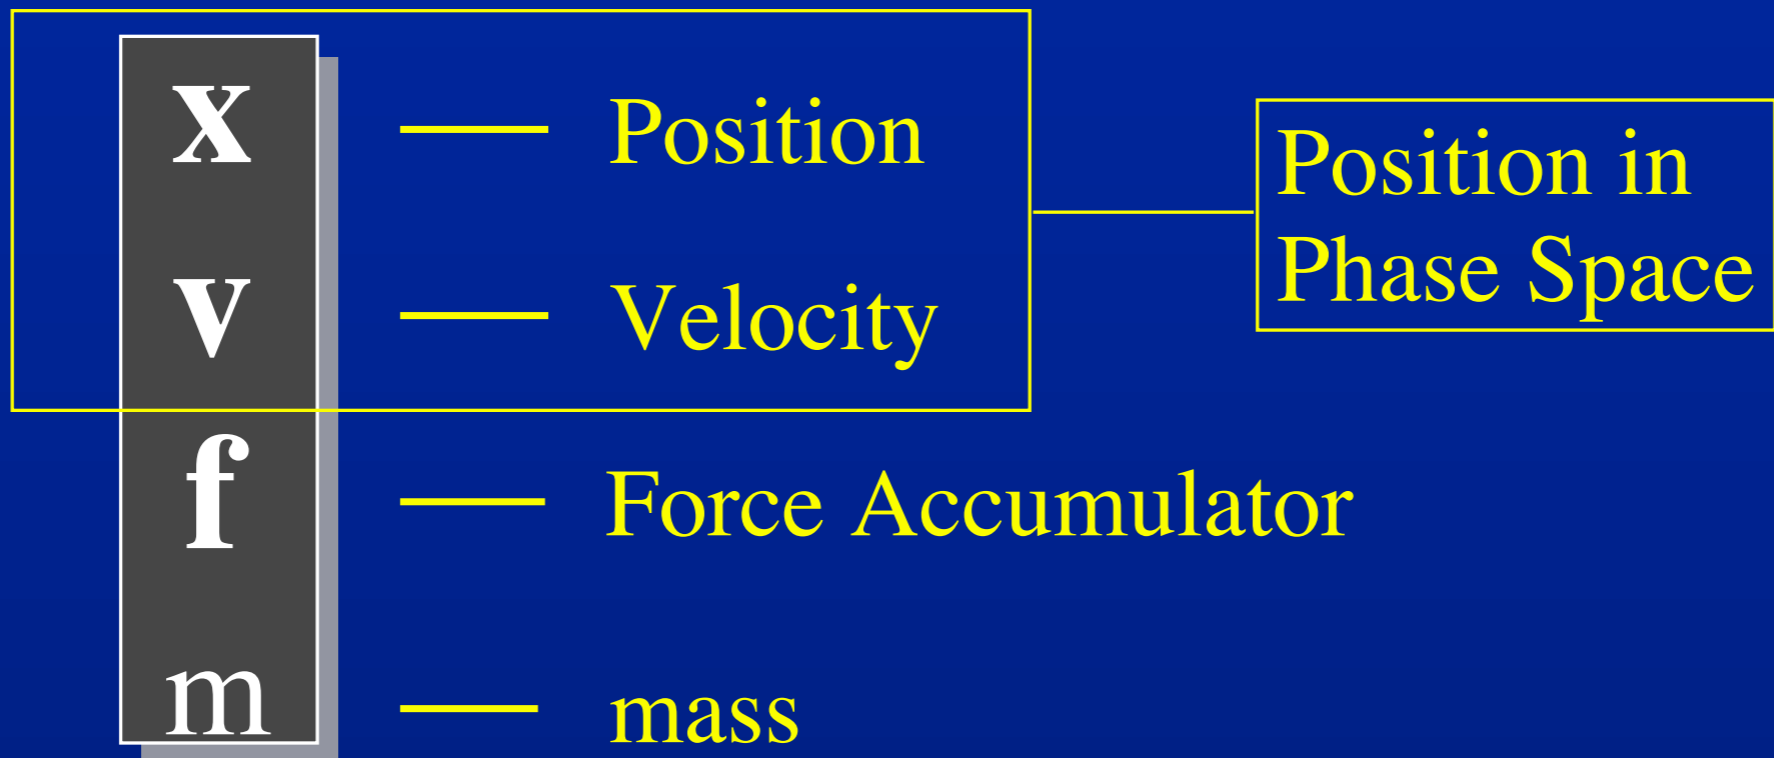 x Position
v Velocity
Position in
Phase Space
f Force Accumulator
m mass